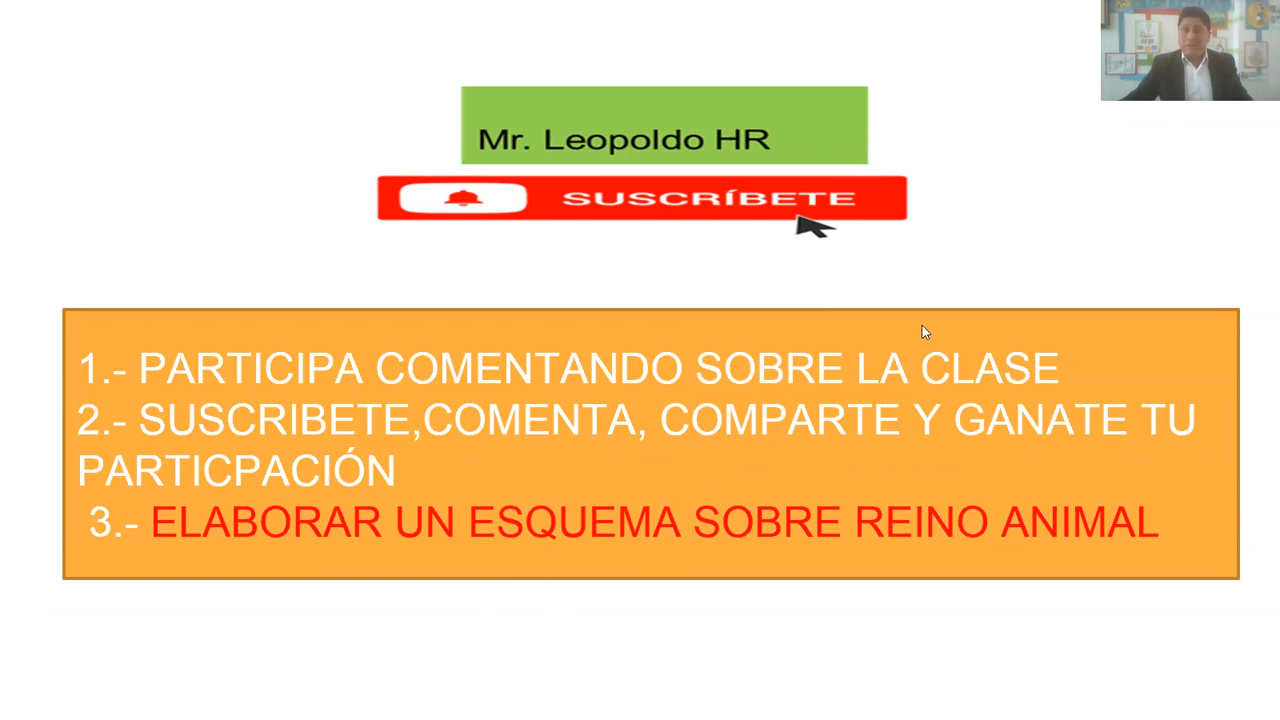 Mr. Leopoldo HR
SUSCRÍBETE
1.- PARTICIPA COMENTANDO SOBRE LA CLASE
2.- SUSCRIBETE,COMENTA, COMPARTE Y GANATE TU
PARTICPACIÓN
3.- ELABORAR UN ESQUEMA SOBRE REINO ANIMAL